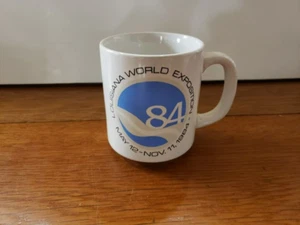 LOUISIANA WORLD EXPOSITION
84
MAY 12-NOV. 11, 1984